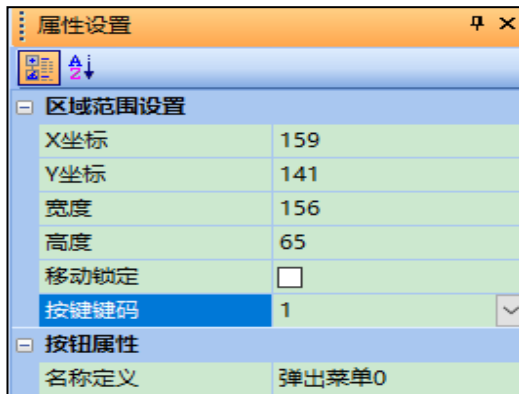 属性设置
区域范围设置
X坐标 159
Y坐标 141
宽度 156
高度 65
移动锁定
按键键码 1
按钮属性
名称定义 弹出菜单0